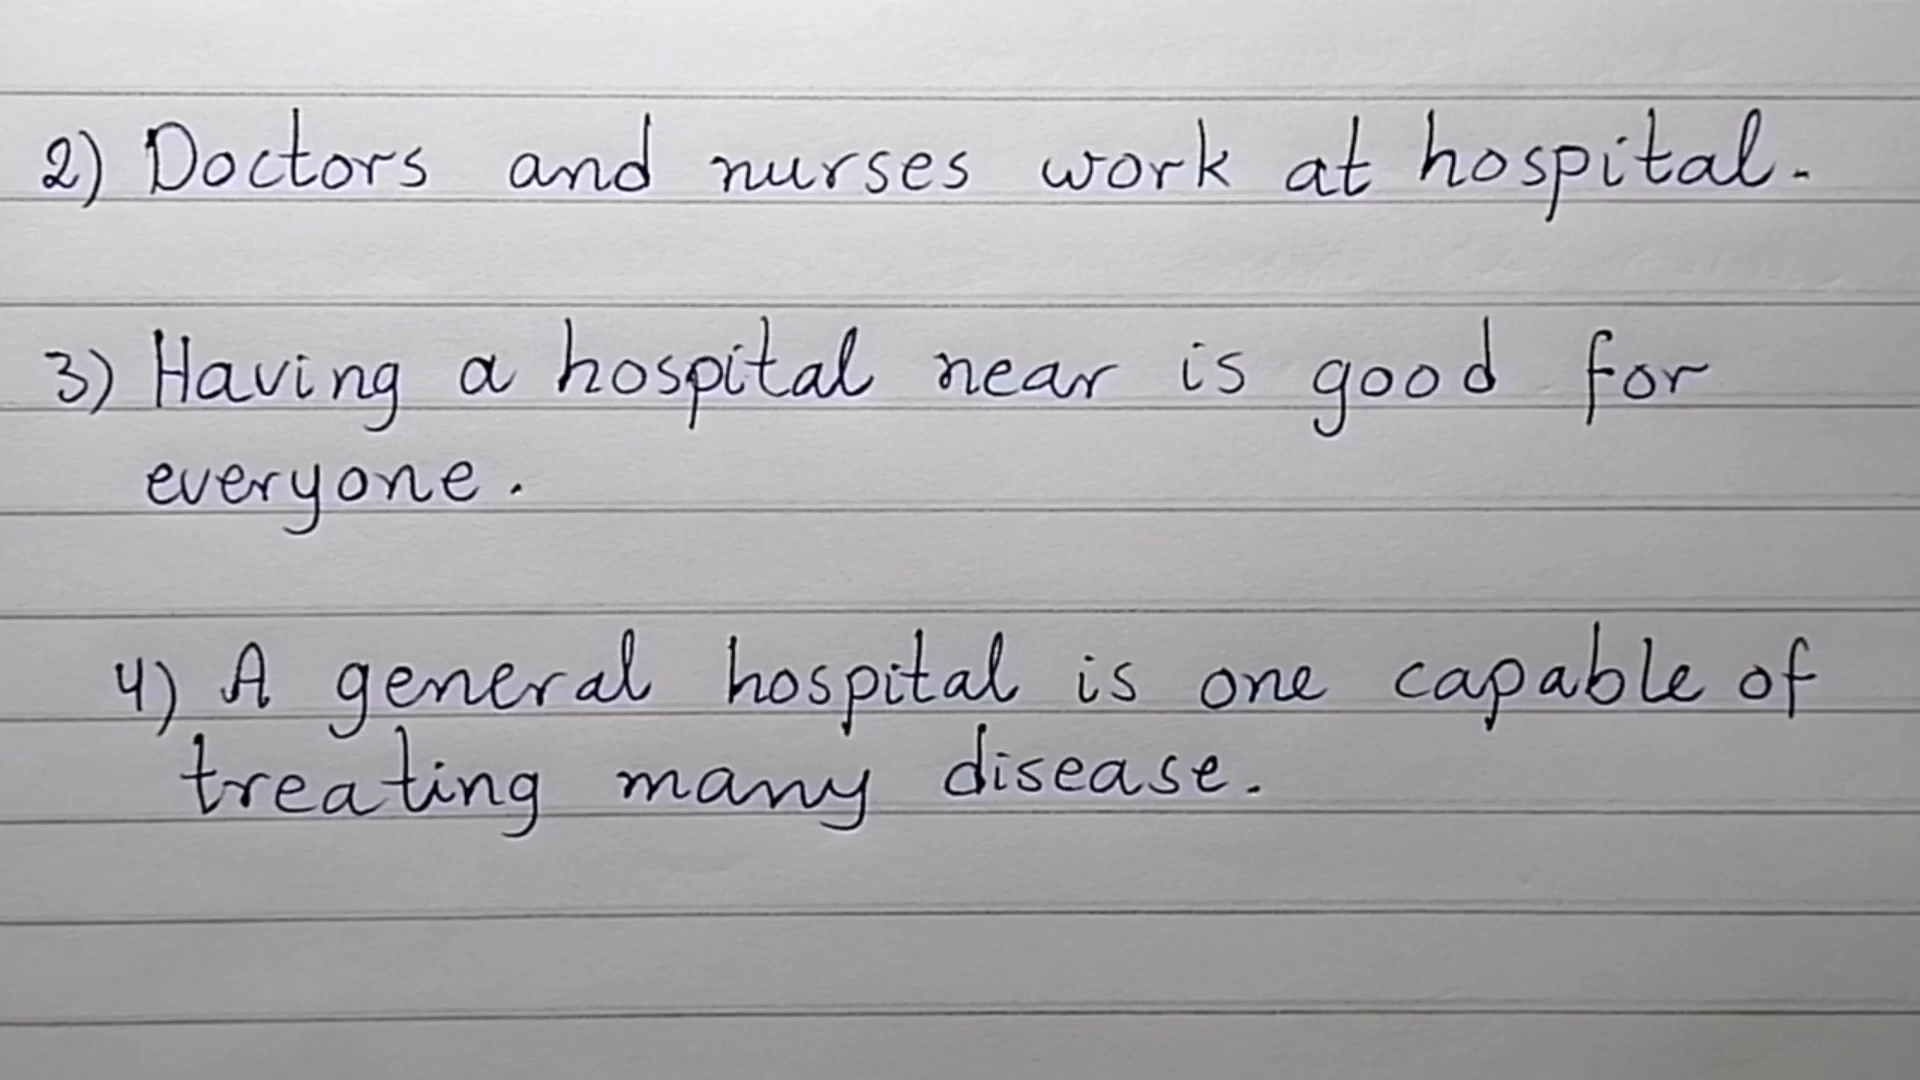 2) Doctors and nurses work at hospital.
3) Having a hospital near is good for
everyone.
4) A general hospital is one capable of
treating many disease.